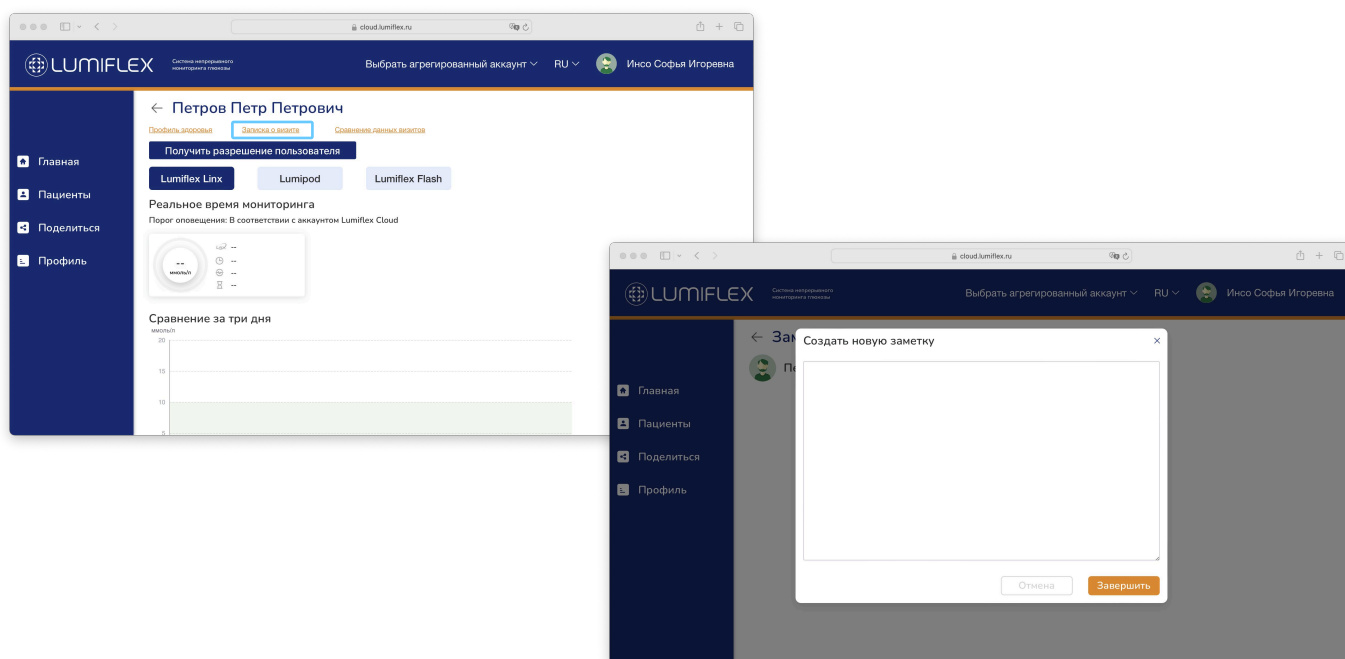 cloud.lumiflex.ru
LUMIFLEX
Система непрерывного
мониторинга глюкозы
Выбрать агрегированный аккаунт
RU
Инсо Софья Игоревна
Петров Петр Петрович
Профиль здоровья
Записка о визите
Сравнение данных визитов
Получить разрешение пользователя
Главная
Пациенты
Поделиться
Профиль
Lumiflex Linx
Lumipod
Lumiflex Flash
Реальное время мониторинга
Порог оповещения: В соответствии с аккаунтом Lumiflex Cloud
--
ммоль/л
--
--
--
--
Сравнение за три дня
ммоль/л
20
15
10
5
cloud.lumiflex.ru
LUMIFLEX
Система непрерывного
мониторинга глюкозы
Выбрать агрегированный аккаунт
RU
Инсо Софья Игоревна
Главная
Пациенты
Поделиться
Профиль
Зам
Пе
Создать новую заметку
Отмена
Завершить